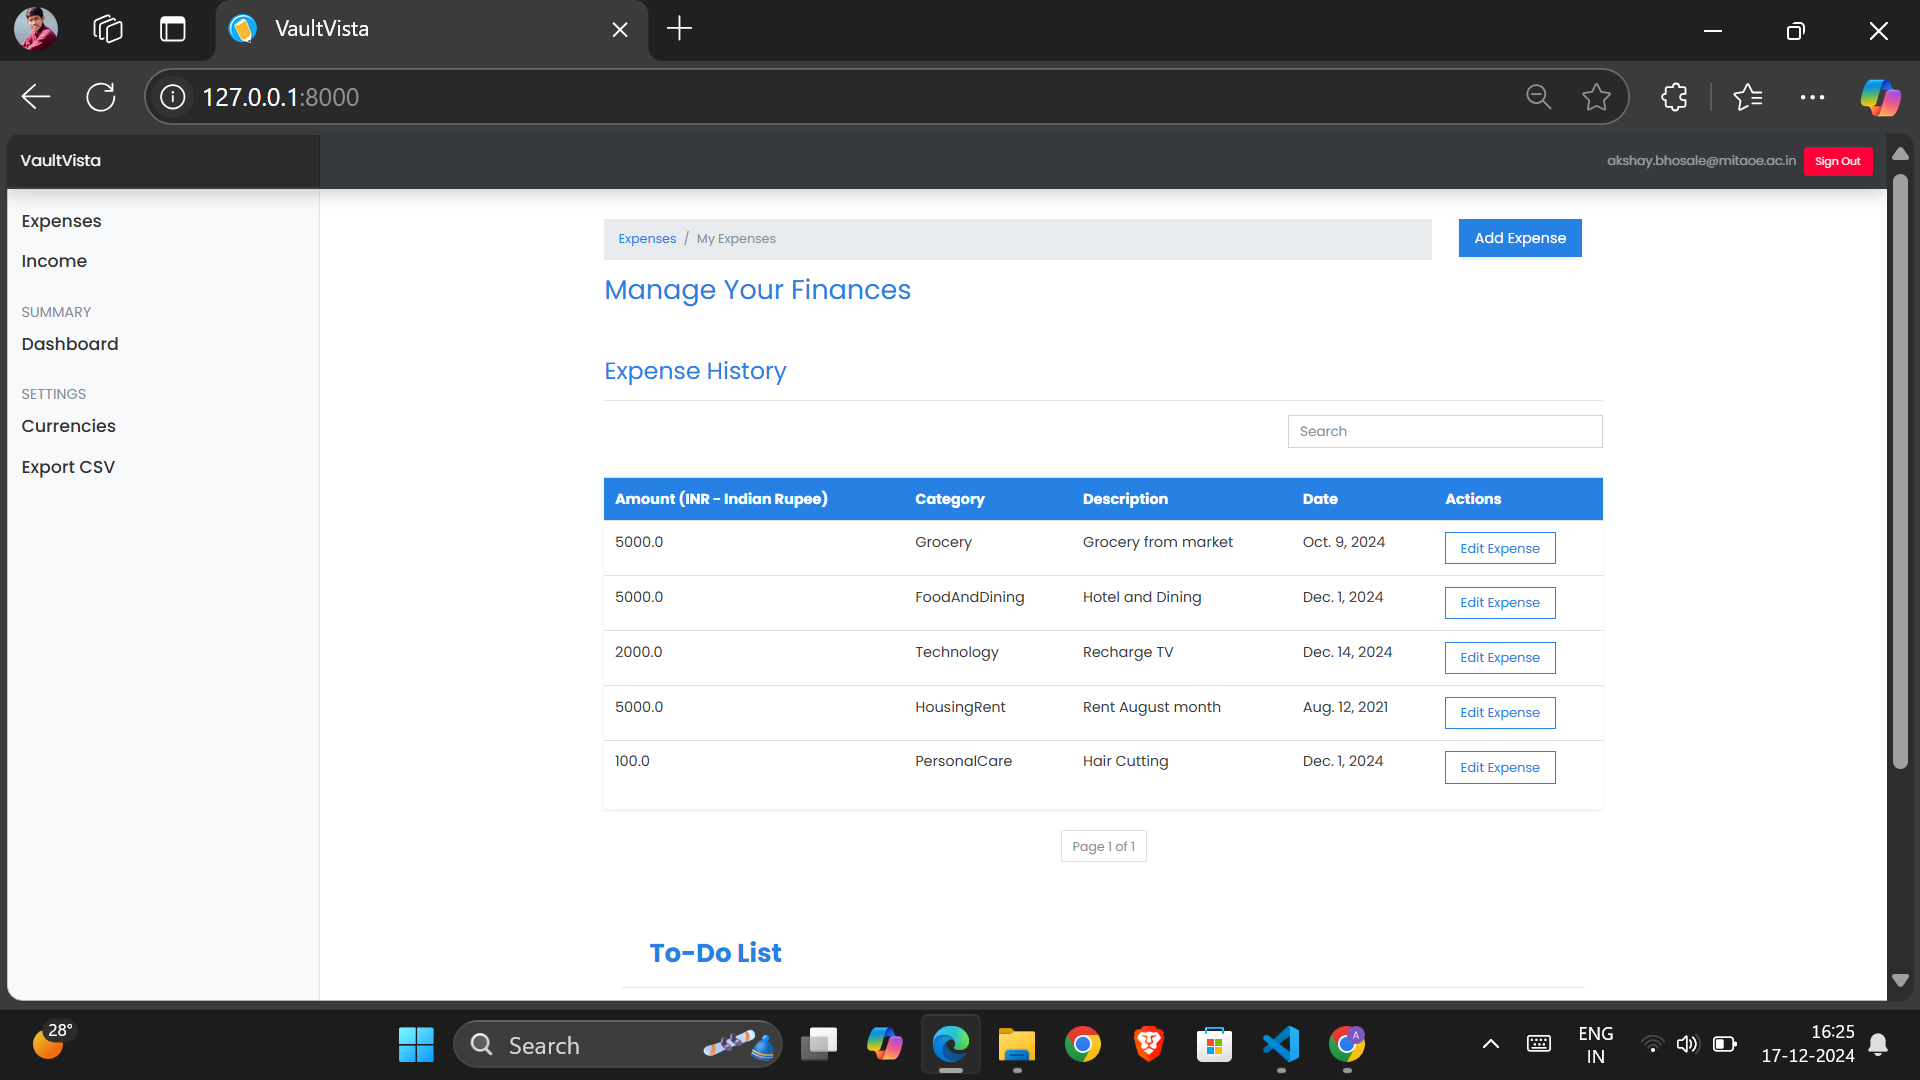 VaultVista
127.0.0.1:8000
VaultVista
akshay.bhosale@mitaoe.ac.in Sign Out
Expenses
Income
SUMMARY
Dashboard
SETTINGS
Currencies
Export CSV
Expenses / My Expenses
Add Expense
Manage Your Finances
Expense History
Search
Amount (INR - Indian Rupee) Category Description Date Actions
5000.0 Grocery Grocery from market Oct. 9, 2024 Edit Expense
5000.0 FoodAndDining Hotel and Dining Dec. 1, 2024 Edit Expense
2000.0 Technology Recharge TV Dec. 14, 2024 Edit Expense
5000.0 HousingRent Rent August month Aug. 12, 2021 Edit Expense
100.0 PersonalCare Hair Cutting Dec. 1, 2024 Edit Expense
Page 1 of 1
To-Do List
28°
Search
A
ENG
IN
16:25
17-12-2024